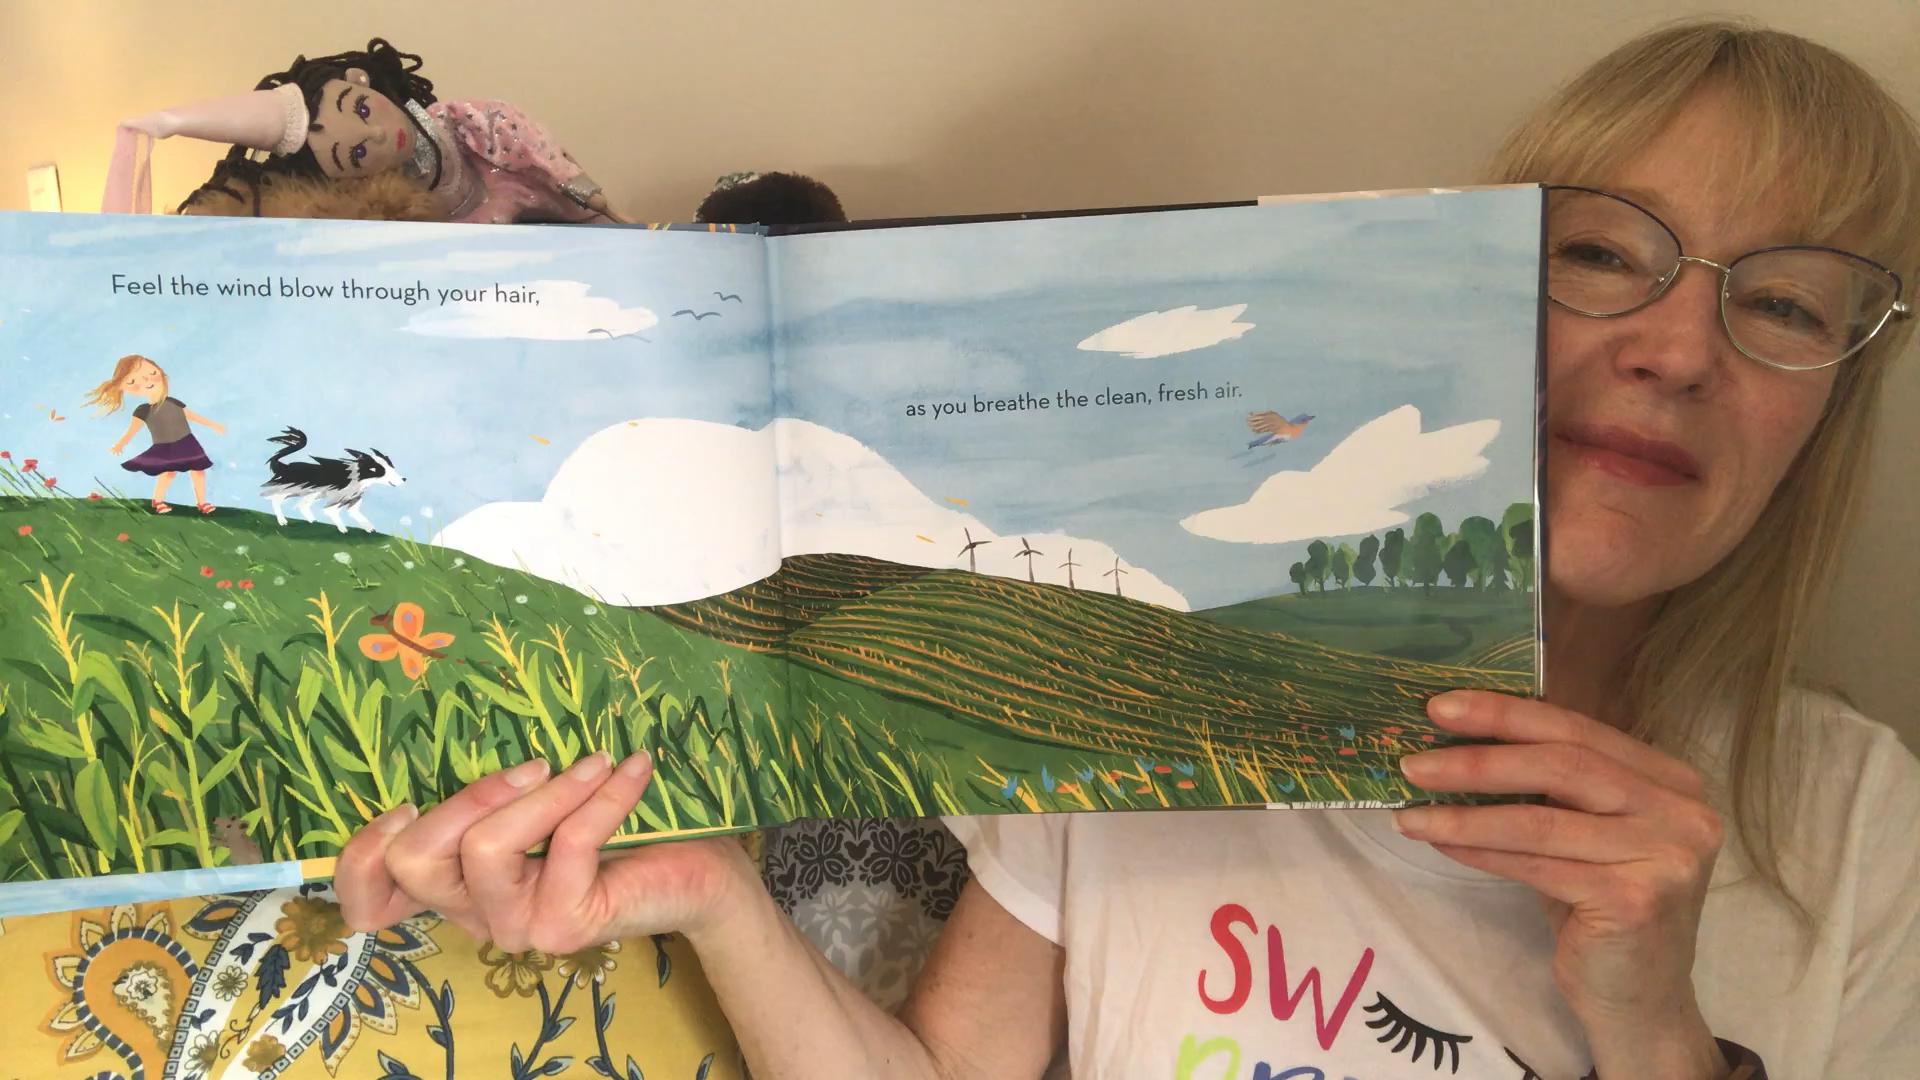 Feel the wind blow through your hair,
as you breathe the clean, fresh air.
SW